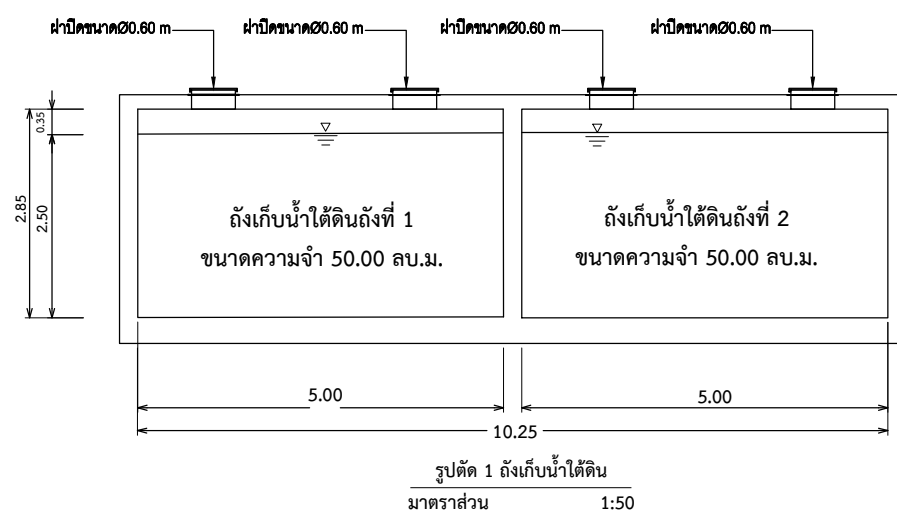 ฝาปิดขนาดØ0.60 m
ฝาปิดขนาดØ0.60 m
ฝาปิดขนาดØ0.60 m
ฝาปิดขนาดØ0.60 m
0.35
2.85
2.50
ถังเก็บน้ำใต้ดินถังที่ 1
ขนาดความจำ 50.00 ลบ.ม.
ถังเก็บน้ำใต้ดินถังที่ 2
ขนาดความจำ 50.00 ลบ.ม.
5.00
5.00
10.25
รูปตัด 1 ถังเก็บน้ำใต้ดิน
มาตราส่วน 1:50